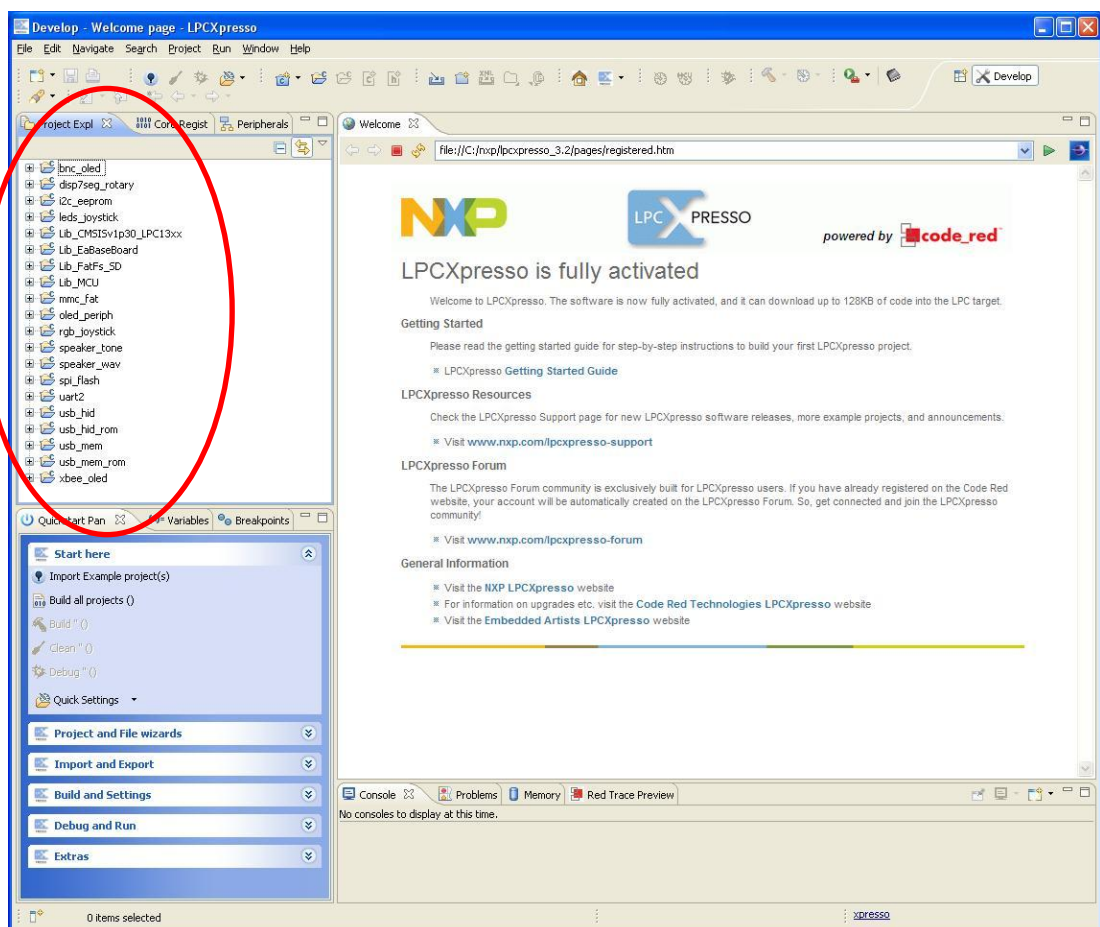 Develop - Welcome page - LPCXpresso
File Edit Navigate Search Project Run Window Help
Develop
Project Expl Core Regist Peripherals
bnc_oled
disp7seg_rotary
i2c_eeprom
leds_joystick
Lib_CMSISv1p30_LPC13xx
Lib_EaBaseBoard
Lib_FatFs_SD
Lib_MCU
mmc_fat
oled_periph
rgb_joystick
speaker_tone
speaker_wav
spi_flash
uart2
usb_hid
usb_hid_rom
usb_mem
usb_mem_rom
xbee_oled
Quickstart Pan Variables Breakpoints
Start here
Import Example project(s)
Build all projects ()
Build '' ()
Clean '' ()
Debug '' ()
Quick Settings
Project and File wizards
Import and Export
Build and Settings
Debug and Run
Extras
Welcome
file://C:/nxp/lpcxpresso_3.2/pages/registered.htm
NXP
LPC XPRESSO
powered by code_red
LPCXpresso is fully activated
Welcome to LPCXpresso. The software is now fully activated, and it can download up to 128KB of code into the LPC target.
Getting Started
Please read the getting started guide for step-by-step instructions to build your first LPCXpresso project.
LPCXpresso Getting Started Guide
LPCXpresso Resources
Check the LPCXpresso Support page for new LPCXpresso software releases, more example projects, and announcements.
Visit www.nxp.com/lpcxpresso-support
LPCXpresso Forum
The LPCXpresso Forum community is exclusively built for LPCXpresso users. If you have already registered on the Code Red
website, your account will be automatically created on the LPCXpresso Forum. So, get connected and join the LPCXpresso
community!
Visit www.nxp.com/lpcxpresso-forum
General Information
Visit the NXP LPCXpresso website
For information on upgrades etc. visit the Code Red Technologies LPCXpresso website
Visit the Embedded Artists LPCXpresso website
Console Problems Memory Red Trace Preview
No consoles to display at this time.
0 items selected
xpresso